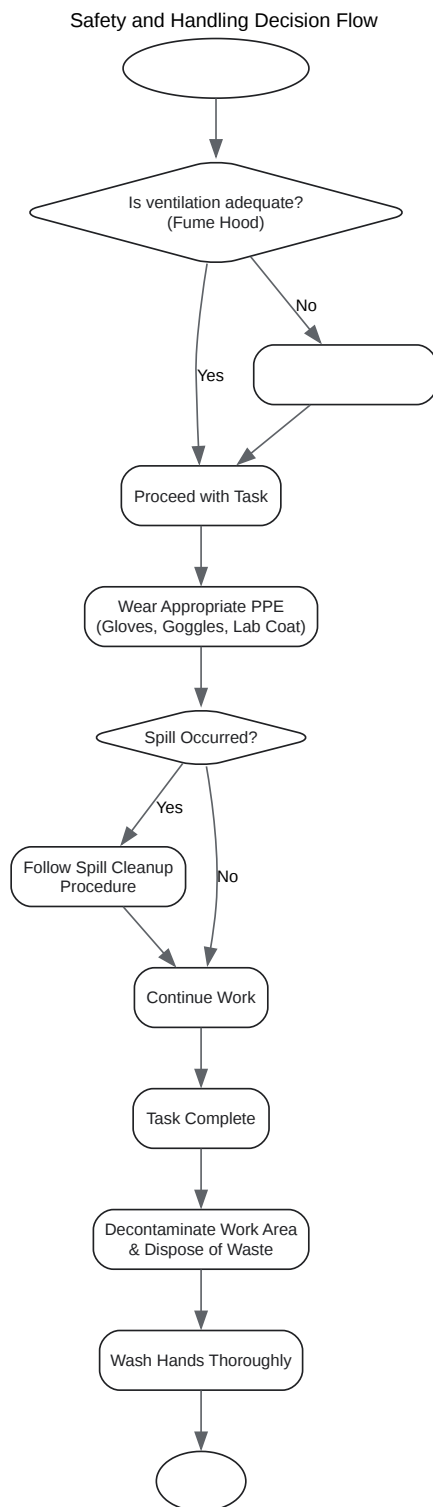 Safety and Handling Decision Flow
Is ventilation adequate?
(Fume Hood)
No
Yes
Proceed with Task
Wear Appropriate PPE
(Gloves, Goggles, Lab Coat)
Spill Occurred?
Yes
Follow Spill Cleanup
Procedure
No
Continue Work
Task Complete
Decontaminate Work Area
& Dispose of Waste
Wash Hands Thoroughly